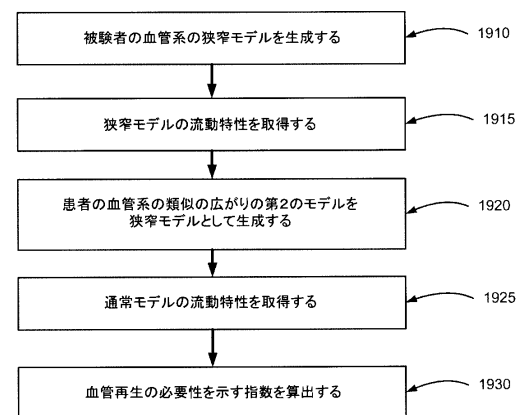 被験者の血管系の狭窄モデルを生成する
1910
狭窄モデルの流動特性を取得する
1915
患者の血管系の類似の広がりの第2のモデルを
狭窄モデルとして生成する
1920
通常モデルの流動特性を取得する
1925
血管再生の必要性を示す指数を算出する
1930